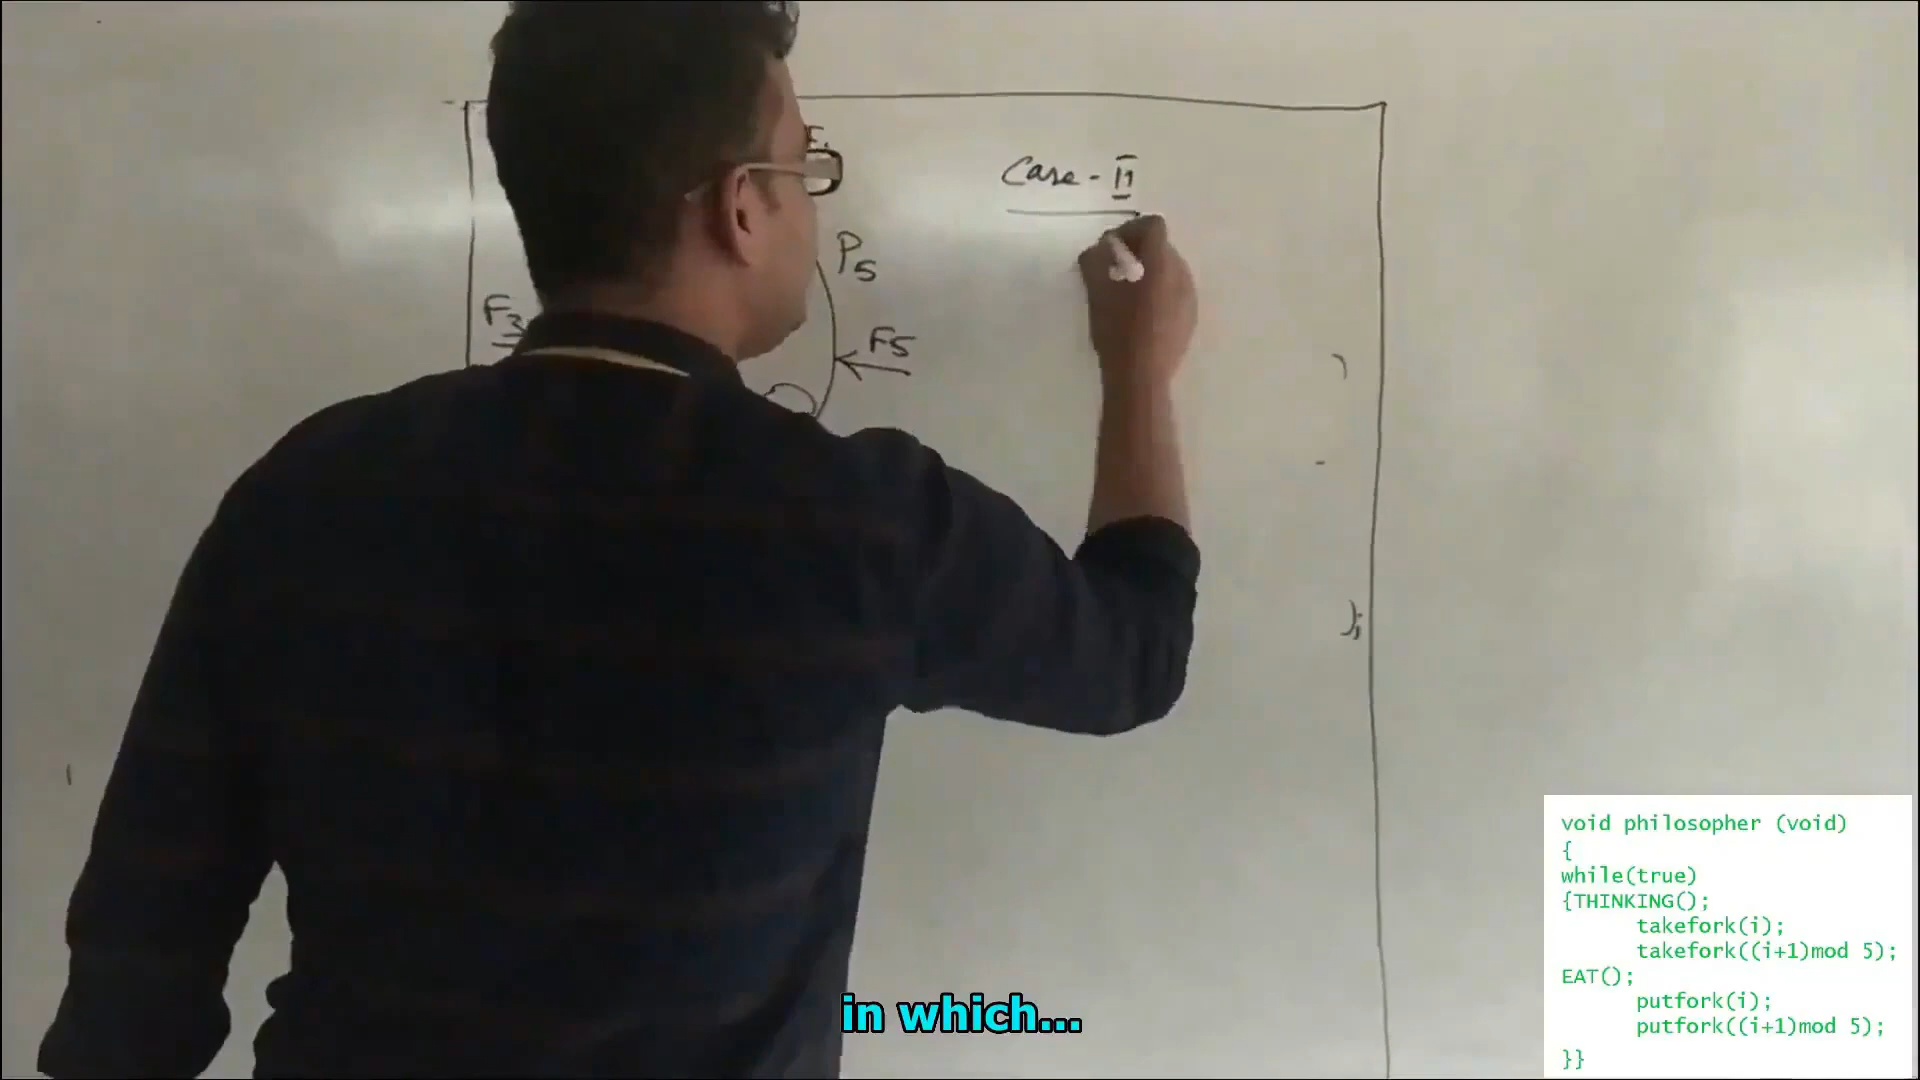 Case - II
P5
F3
F5
);
void philosopher (void)
{
while(true)
{THINKING();
takefork(i);
takefork((i+1)mod 5);
EAT();
putfork(i);
putfork((i+1)mod 5);
}}
in which...